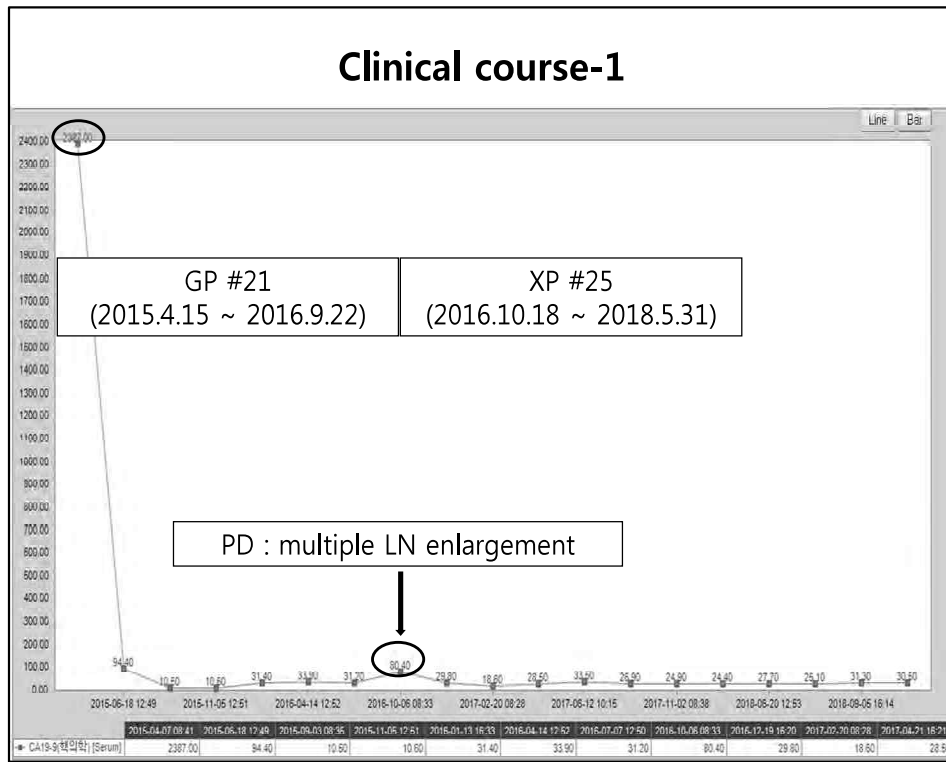 Clinical course-1
Line Bar
2400.00
2300.00
2200.00
2100.00
2000.00
1900.00
1800.00
1700.00
1600.00
1500.00
1400.00
1300.00
1200.00
1100.00
1000.00
900.00
800.00
700.00
600.00
500.00
400.00
300.00
200.00
100.00
0.00
2387.00
GP #21
(2015.4.15 ~ 2016.9.22)
XP #25
(2016.10.18 ~ 2018.5.31)
PD : multiple LN enlargement
94.40 10.50 10.60 31.40 33.90 31.20 80.40 29.80 18.60 28.50 33.50 26.90 24.90 24.40 27.70 25.10 31.30 30.50
2015-06-18 12:49 2015-11-05 12:51 2016-04-14 12:52 2016-10-06 08:33 2017-02-20 08:28 2017-06-12 10:15 2017-11-02 08:38 2018-06-20 12:53 2018-09-05 16:14
2015-04-07 08:41 2015-06-18 12:49 2015-09-03 08:35 2015-11-05 12:51 2016-01-13 16:33 2016-04-14 12:52 2016-07-07 12:50 2016-10-06 08:33 2016-12-19 16:20 2017-02-20 08:28 2017-04-21 16:21
CA19-9(핵의학) [Serum] 2387.00 94.40 10.50 10.60 31.40 33.90 31.20 80.40 29.80 18.60 28.5